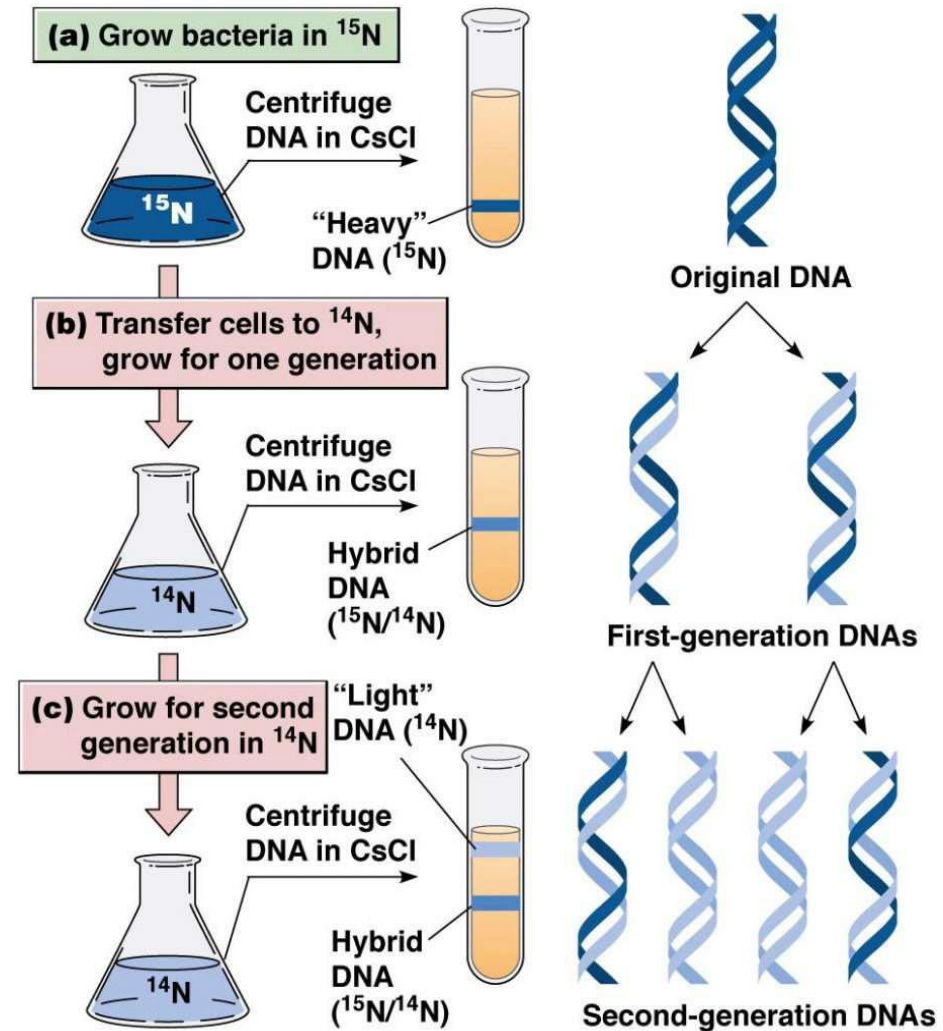 (a) Grow bacteria in ¹⁵N
Centrifuge
DNA in CsCl
¹⁵N
“Heavy”
DNA (¹⁵N)
Original DNA
(b) Transfer cells to ¹⁴N,
grow for one generation
Centrifuge
DNA in CsCl
¹⁴N
Hybrid
DNA
(¹⁵N/¹⁴N)
First-generation DNAs
(c) Grow for second
generation in ¹⁴N
“Light”
DNA (¹⁴N)
Centrifuge
DNA in CsCl
¹⁴N
Hybrid
DNA
(¹⁵N/¹⁴N)
Second-generation DNAs